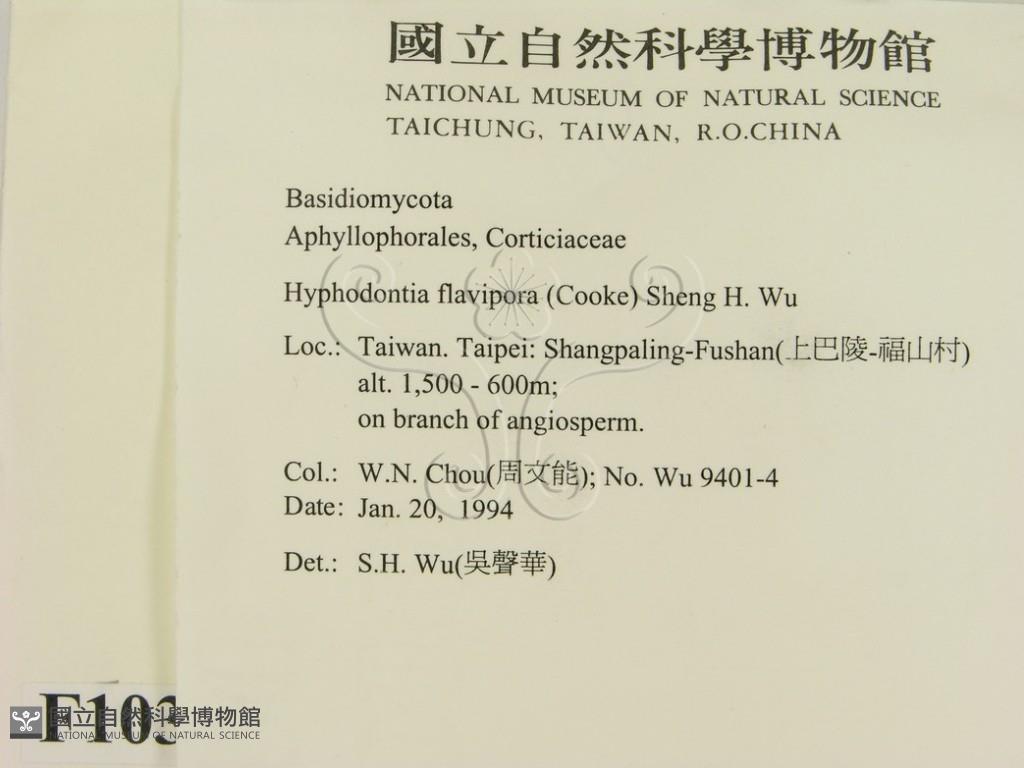 國立自然科學博物館
NATIONAL MUSEUM OF NATURAL SCIENCE
TAICHUNG, TAIWAN, R.O.CHINA
Basidiomycota
Aphyllophorales, Corticiaceae
Hyphodontia flavipora (Cooke) Sheng H. Wu
Loc.: Taiwan. Taipei: Shangpaling-Fushan(上巴陵-福山村)
alt. 1,500 - 600m;
on branch of angiosperm.
Col.: W.N. Chou(周文能); No. Wu 9401-4
Date: Jan. 20, 1994
Det.: S.H. Wu(吳聲華)
F103
國立自然科學博物館
NATIONAL MUSEUM OF NATURAL SCIENCE